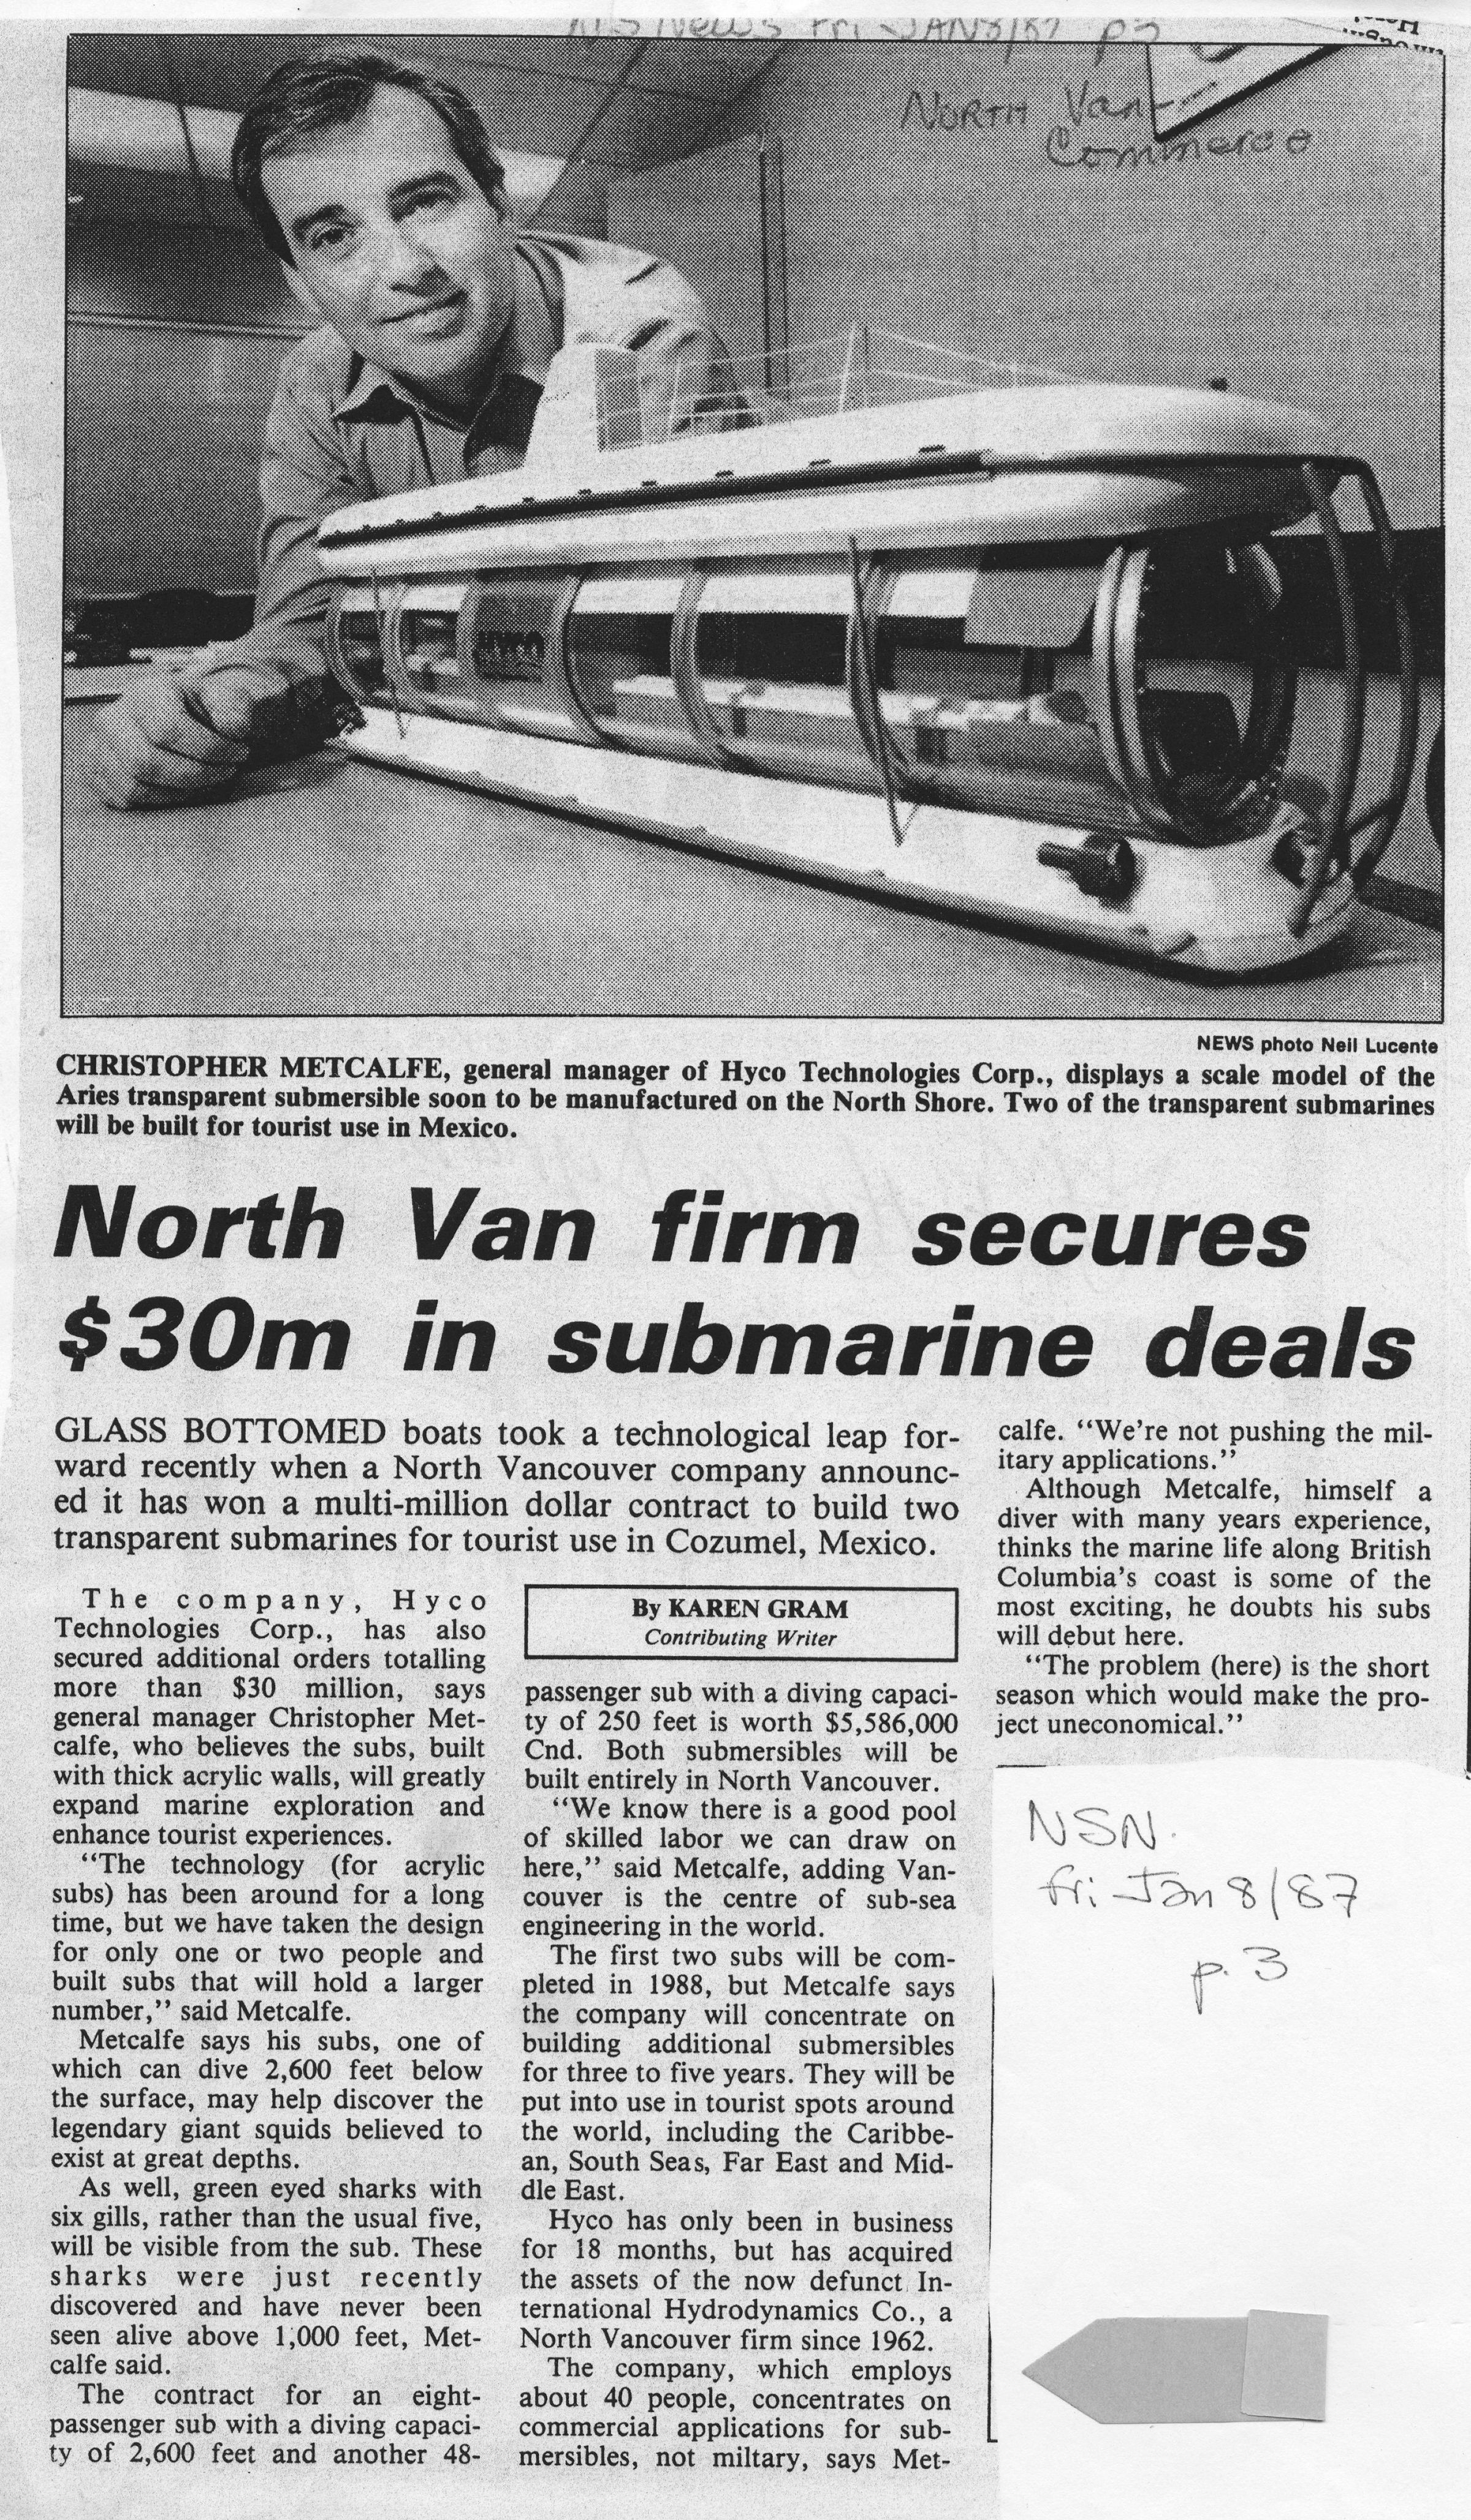 NS News Fri JAN 8/87 p3
NORTH Van-
Commerce
HYCO
NEWS photo Neil Lucente
CHRISTOPHER METCALFE, general manager of Hyco Technologies Corp., displays a scale model of the
Aries transparent submersible soon to be manufactured on the North Shore. Two of the transparent submarines
will be built for tourist use in Mexico.
North Van firm secures
$30m in submarine deals
GLASS BOTTOMED boats took a technological leap for-
ward recently when a North Vancouver company announc-
ed it has won a multi-million dollar contract to build two
transparent submarines for tourist use in Cozumel, Mexico.
The company, Hyco
Technologies Corp., has also
secured additional orders totalling
more than $30 million, says
general manager Christopher Met-
calfe, who believes the subs, built
with thick acrylic walls, will greatly
expand marine exploration and
enhance tourist experiences.
“The technology (for acrylic
subs) has been around for a long
time, but we have taken the design
for only one or two people and
built subs that will hold a larger
number,” said Metcalfe.
Metcalfe says his subs, one of
which can dive 2,600 feet below
the surface, may help discover the
legendary giant squids believed to
exist at great depths.
As well, green eyed sharks with
six gills, rather than the usual five,
will be visible from the sub. These
sharks were just recently
discovered and have never been
seen alive above 1,000 feet, Met-
calfe said.
The contract for an eight-
passenger sub with a diving capaci-
ty of 2,600 feet and another 48-
By KAREN GRAM
Contributing Writer
passenger sub with a diving capaci-
ty of 250 feet is worth $5,586,000
Cnd. Both submersibles will be
built entirely in North Vancouver.
“We know there is a good pool
of skilled labor we can draw on
here,” said Metcalfe, adding Van-
couver is the centre of sub-sea
engineering in the world.
The first two subs will be com-
pleted in 1988, but Metcalfe says
the company will concentrate on
building additional submersibles
for three to five years. They will be
put into use in tourist spots around
the world, including the Caribbe-
an, South Seas, Far East and Mid-
dle East.
Hyco has only been in business
for 18 months, but has acquired
the assets of the now defunct In-
ternational Hydrodynamics Co., a
North Vancouver firm since 1962.
The company, which employs
about 40 people, concentrates on
commercial applications for sub-
mersibles, not miltary, says Met-
calfe. “We’re not pushing the mil-
itary applications.”
Although Metcalfe, himself a
diver with many years experience,
thinks the marine life along British
Columbia’s coast is some of the
most exciting, he doubts his subs
will debut here.
“The problem (here) is the short
season which would make the pro-
ject uneconomical.”
NSN.
Fri Jan 8/87
p. 3